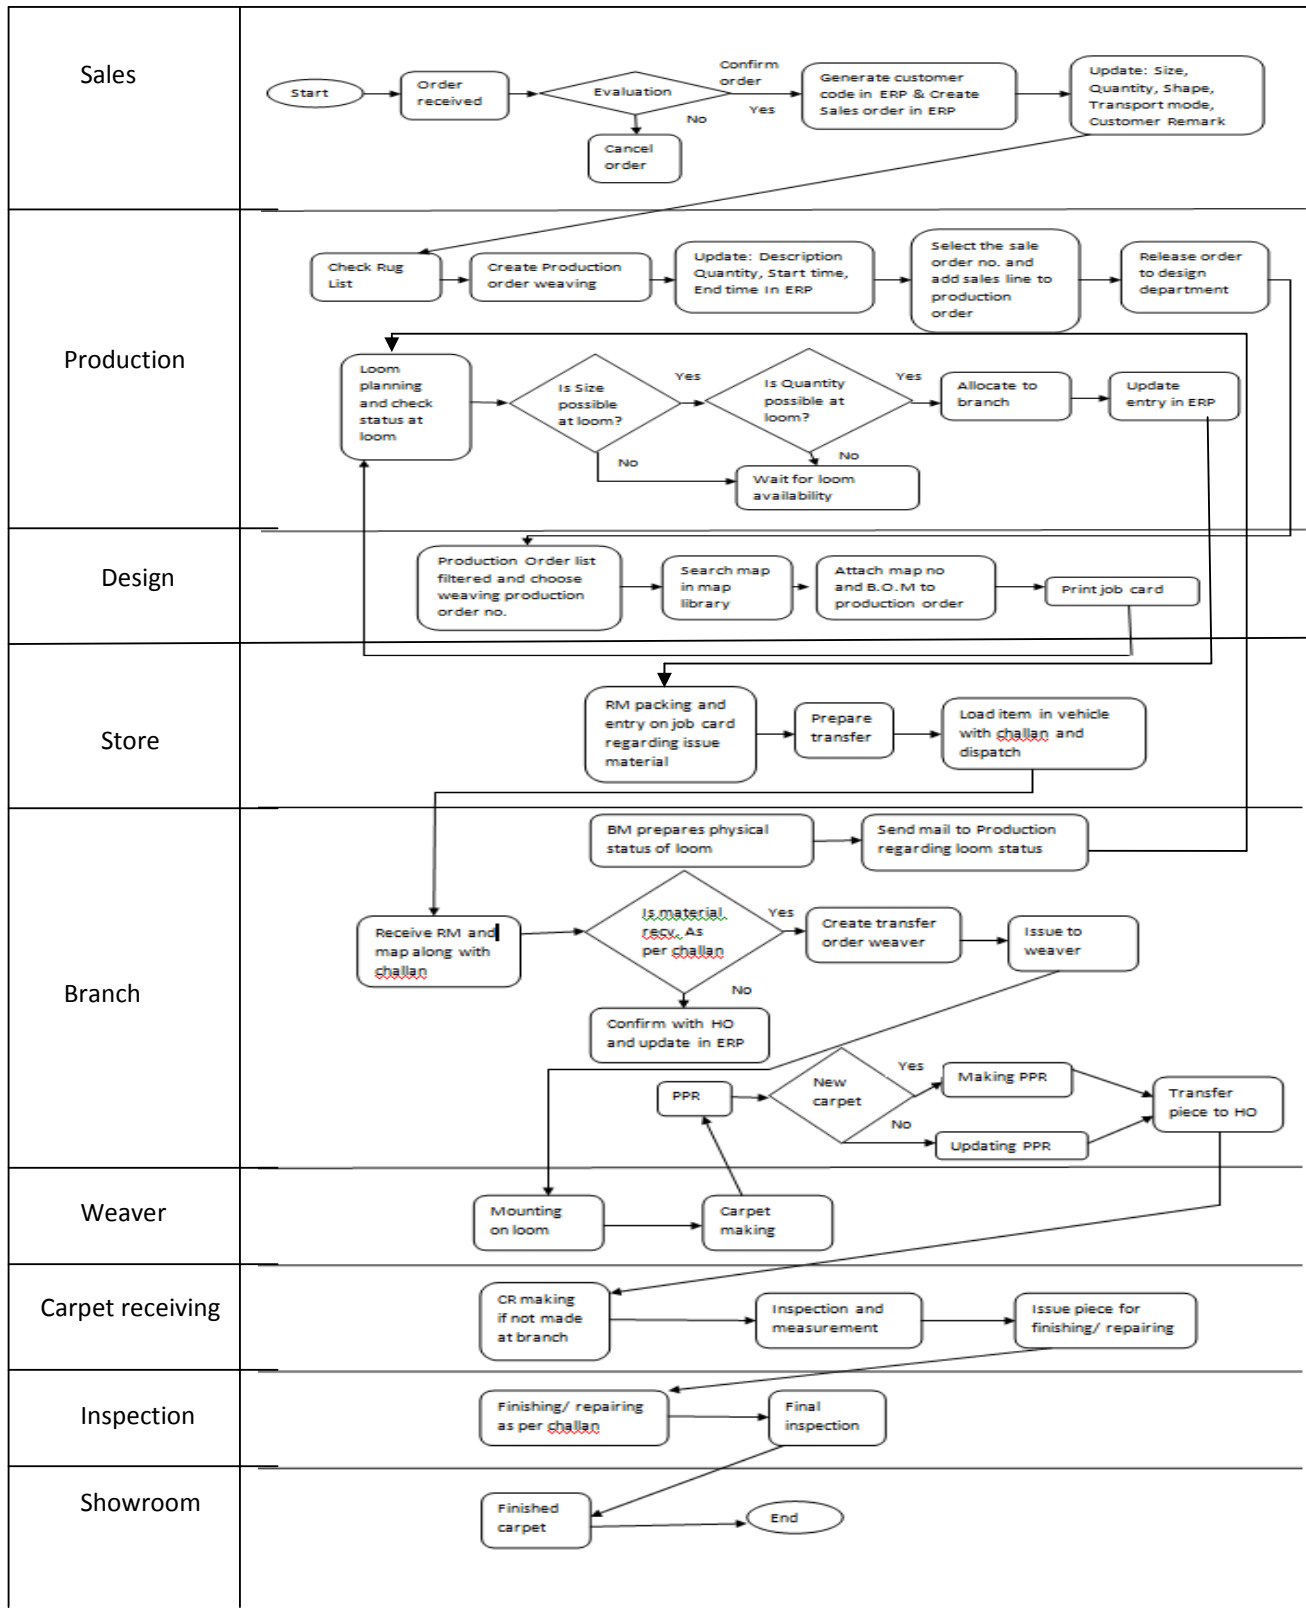 Sales
Start
Order
received
Evaluation
Confirm
order
Yes
No
Cancel
order
Generate customer
code in ERP & Create
Sales order in ERP
Update: Size,
Quantity, Shape,
Transport mode,
Customer Remark
Production
Check Rug
List
Create Production
order weaving
Update: Description
Quantity, Start time,
End time In ERP
Select the sale
order no. and
add sales line to
production
order
Release order
to design
department
Loom
planning
and check
status at
loom
Is Size
possible
at loom?
Yes
No
Is Quantity
possible at
loom?
Yes
No
Wait for loom
availability
Allocate to
branch
Update
entry in ERP
Design
Production Order list
filtered and choose
weaving production
order no.
Search map
in map
library
Attach map no
and B.O.M to
production order
Print job card
Store
RM packing and
entry on job card
regarding issue
material
Prepare
transfer
Load item in vehicle
with challan and
dispatch
Branch
BM prepares physical
status of loom
Send mail to Production
regarding loom status
Receive RM and
map along with
challan
Is material
recv. As
per challan
Yes
No
Create transfer
order weaver
Issue to
weaver
Confirm with HO
and update in ERP
PPR
New
carpet
Yes
No
Making PPR
Updating PPR
Transfer
piece to HO
Weaver
Mounting
on loom
Carpet
making
Carpet receiving
CR making
if not made
at branch
Inspection and
measurement
Issue piece for
finishing/ repairing
Inspection
Finishing/ repairing
as per challan
Final
inspection
Showroom
Finished
carpet
End